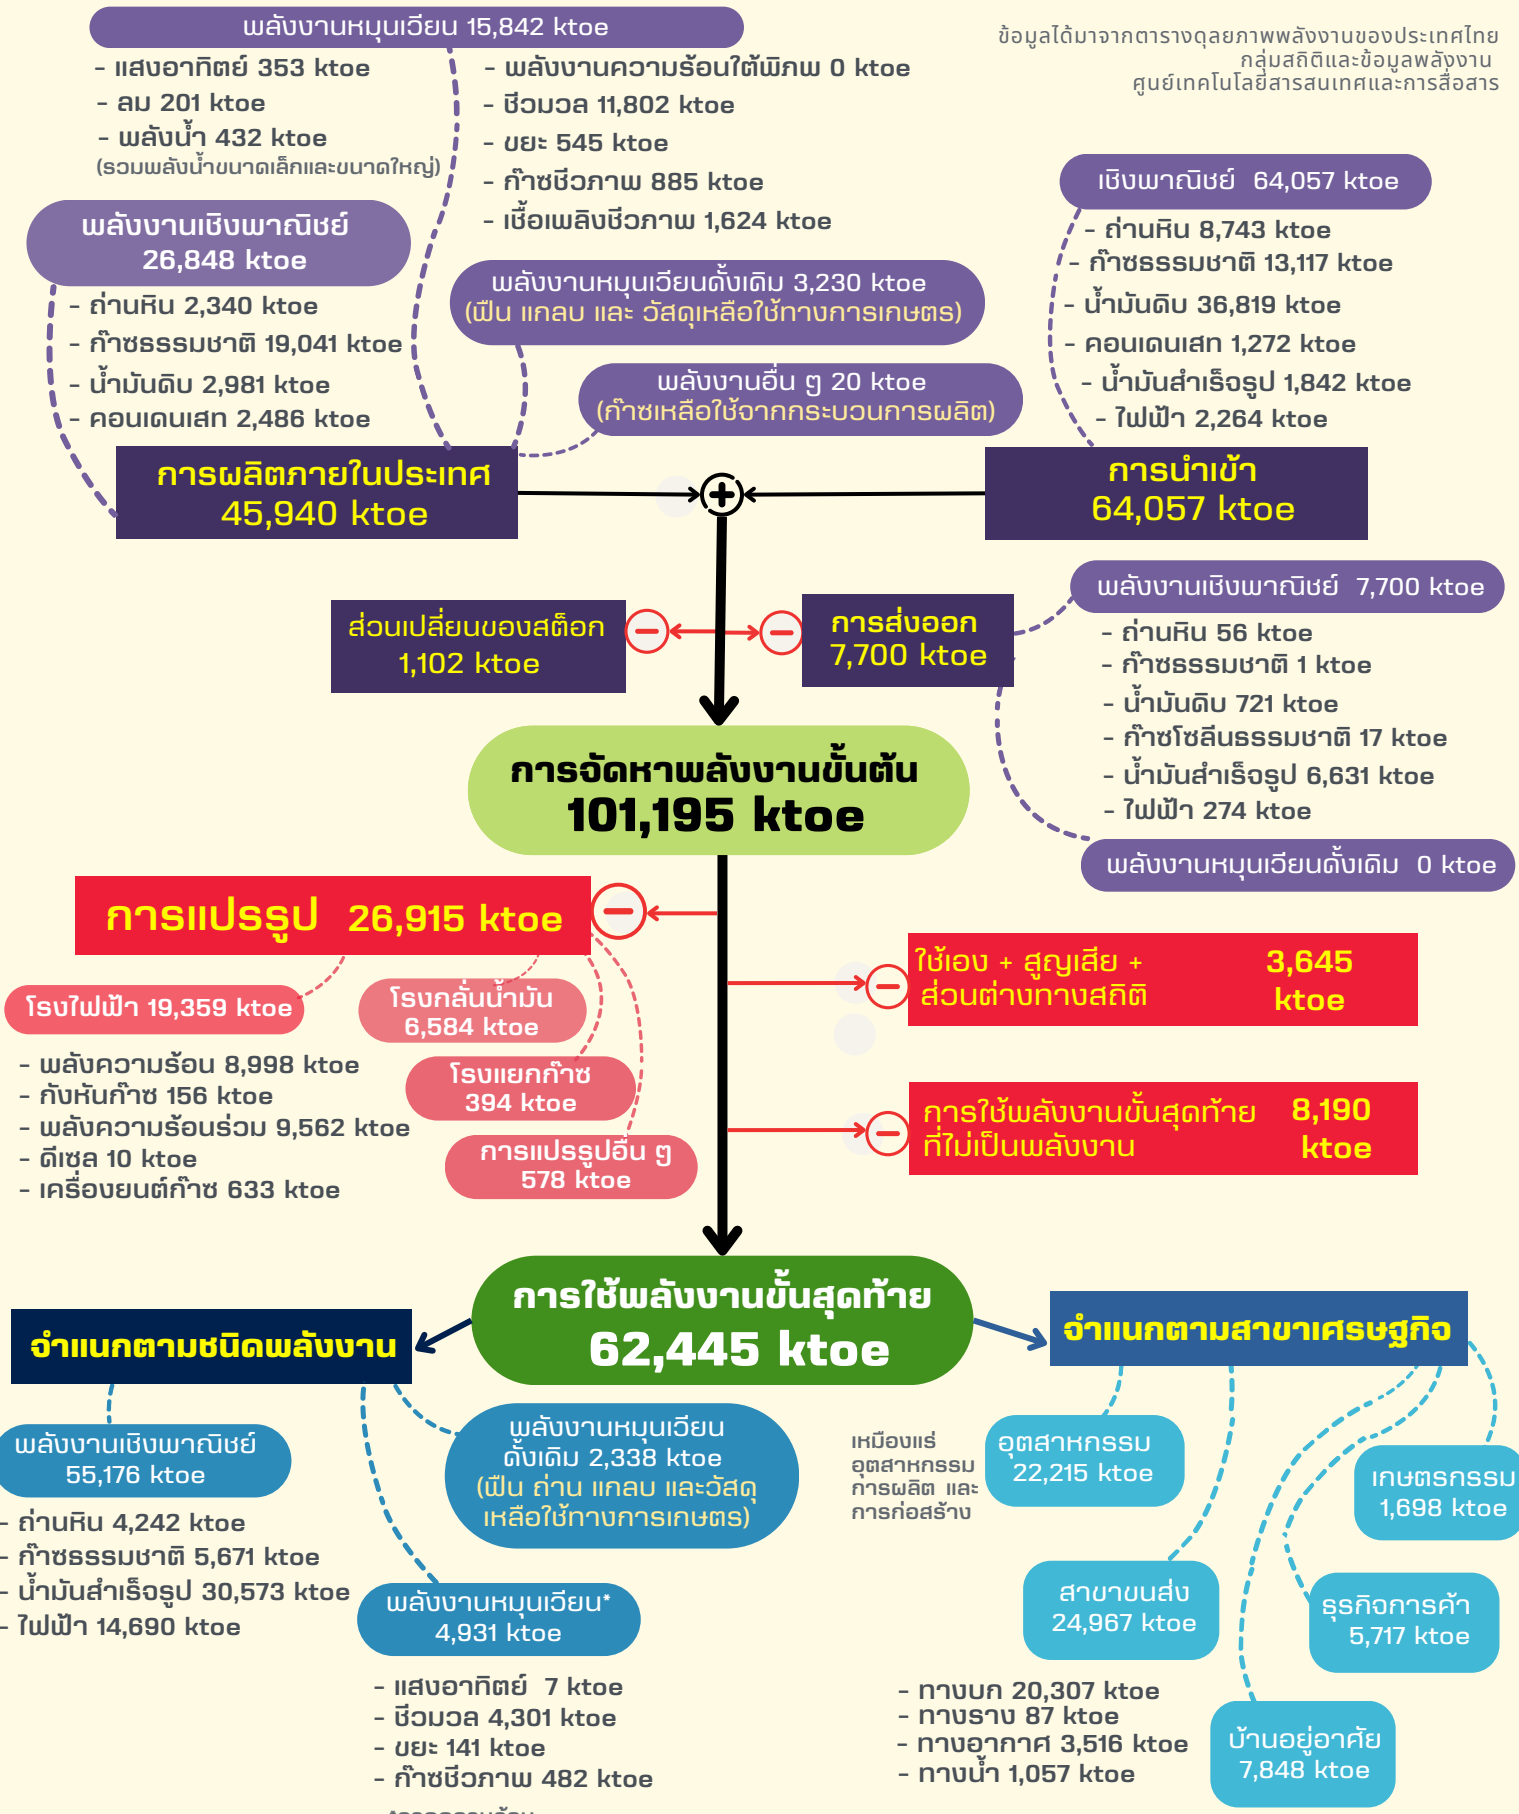 พลังงานหมุนเวียน 15,842 ktoe
- แสงอาทิตย์ 353 ktoe
- ลม 201 ktoe
- พลังน้ำ 432 ktoe
(รวมพลังน้ำขนาดเล็กและขนาดใหญ่)
- พลังงานความร้อนใต้พิภพ 0 ktoe
- ชีวมวล 11,802 ktoe
- ขยะ 545 ktoe
- ก๊าซชีวภาพ 885 ktoe
- เชื้อเพลิงชีวภาพ 1,624 ktoe
ข้อมูลได้มาจากตารางดุลยภาพพลังงานของประเทศไทย
กลุ่มสถิติและข้อมูลพลังงาน
ศูนย์เทคโนโลยีสารสนเทศและการสื่อสาร
พลังงานเชิงพาณิชย์
26,848 ktoe
- ถ่านหิน 2,340 ktoe
- ก๊าซธรรมชาติ 19,041 ktoe
- น้ำมันดิบ 2,981 ktoe
- คอนเดนเสท 2,486 ktoe
พลังงานหมุนเวียนดั้งเดิม 3,230 ktoe
(ฟืน แกลบ และ วัสดุเหลือใช้ทางการเกษตร)
พลังงานอื่น ๆ 20 ktoe
(ก๊าซเหลือใช้จากกระบวนการผลิต)
เชิงพาณิชย์ 64,057 ktoe
- ถ่านหิน 8,743 ktoe
- ก๊าซธรรมชาติ 13,117 ktoe
- น้ำมันดิบ 36,819 ktoe
- คอนเดนเสท 1,272 ktoe
- น้ำมันสำเร็จรูป 1,842 ktoe
- ไฟฟ้า 2,264 ktoe
การผลิตภายในประเทศ
45,940 ktoe
การนำเข้า
64,057 ktoe
ส่วนเปลี่ยนของสต็อก
1,102 ktoe
การส่งออก
7,700 ktoe
พลังงานเชิงพาณิชย์ 7,700 ktoe
- ถ่านหิน 56 ktoe
- ก๊าซธรรมชาติ 1 ktoe
- น้ำมันดิบ 721 ktoe
- ก๊าซโซลีนธรรมชาติ 17 ktoe
- น้ำมันสำเร็จรูป 6,631 ktoe
- ไฟฟ้า 274 ktoe
พลังงานหมุนเวียนดั้งเดิม 0 ktoe
การจัดหาพลังงานขั้นต้น
101,195 ktoe
การแปรรูป 26,915 ktoe
โรงไฟฟ้า 19,359 ktoe
- พลังความร้อน 8,998 ktoe
- กังหันก๊าซ 156 ktoe
- พลังความร้อนร่วม 9,562 ktoe
- ดีเซล 10 ktoe
- เครื่องยนต์ก๊าซ 633 ktoe
โรงกลั่นน้ำมัน
6,584 ktoe
โรงแยกก๊าซ
394 ktoe
การแปรรูปอื่น ๆ
578 ktoe
ใช้เอง + สูญเสีย +
ส่วนต่างทางสถิติ
3,645
ktoe
การใช้พลังงานขั้นสุดท้าย
ที่ไม่เป็นพลังงาน
8,190
ktoe
การใช้พลังงานขั้นสุดท้าย
62,445 ktoe
จำแนกตามชนิดพลังงาน
พลังงานเชิงพาณิชย์
55,176 ktoe
- ถ่านหิน 4,242 ktoe
- ก๊าซธรรมชาติ 5,671 ktoe
- น้ำมันสำเร็จรูป 30,573 ktoe
- ไฟฟ้า 14,690 ktoe
พลังงานหมุนเวียน
ดั้งเดิม 2,338 ktoe
(ฟืน ถ่าน แกลบ และวัสดุ
เหลือใช้ทางการเกษตร)
พลังงานหมุนเวียน*
4,931 ktoe
- แสงอาทิตย์ 7 ktoe
- ชีวมวล 4,301 ktoe
- ขยะ 141 ktoe
- ก๊าซชีวภาพ 482 ktoe
จำแนกตามสาขาเศรษฐกิจ
เหมืองแร่
อุตสาหกรรม
การผลิต และ
การก่อสร้าง
อุตสาหกรรม
22,215 ktoe
เกษตรกรรม
1,698 ktoe
สาขาขนส่ง
24,967 ktoe
- ทางบก 20,307 ktoe
- ทางราง 87 ktoe
- ทางอากาศ 3,516 ktoe
- ทางน้ำ 1,057 ktoe
ธุรกิจการค้า
5,717 ktoe
บ้านอยู่อาศัย
7,848 ktoe